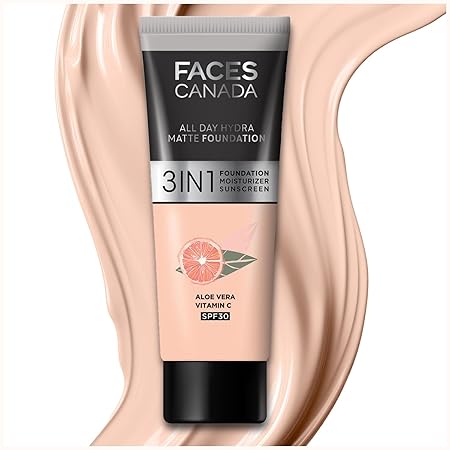 FACES
CANADA
ALL DAY HYDRA
MATTE FOUNDATION
3IN1
FOUNDATION
MOISTURIZER
SUNSCREEN
ALOE VERA
VITAMIN C
SPF30